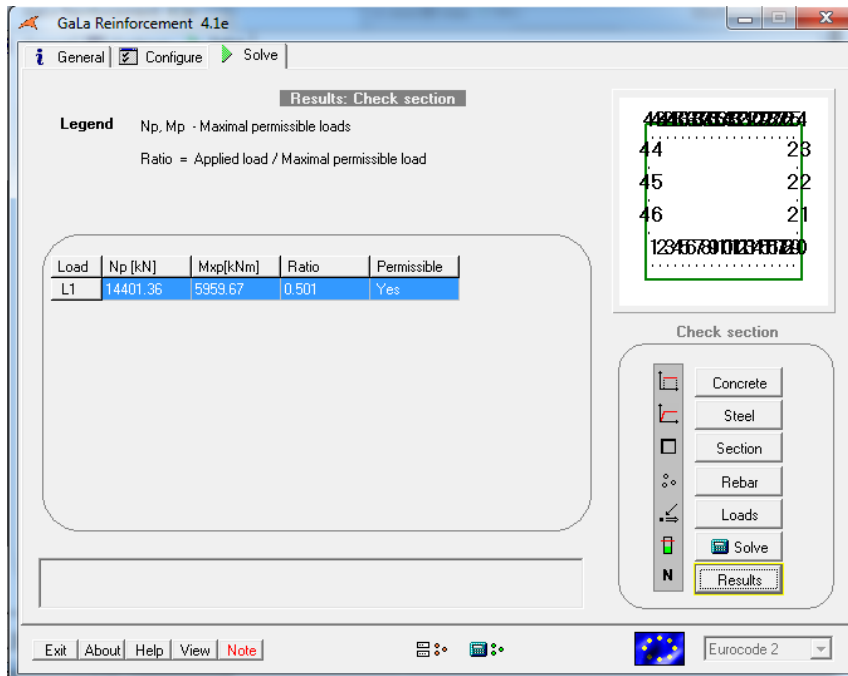 GaLa Reinforcement 4.1e
General Configure Solve
Results: Check section
Legend Np, Mp - Maximal permissible loads
Ratio = Applied load / Maximal permissible load
44 23
45 22
46 21
Load Np [kN] Mxp[kNm] Ratio Permissible
L1 14401.36 5959.67 0.501 Yes
Check section
Concrete
Steel
Section
Rebar
Loads
Solve
N Results
Exit About Help View Note Eurocode 2